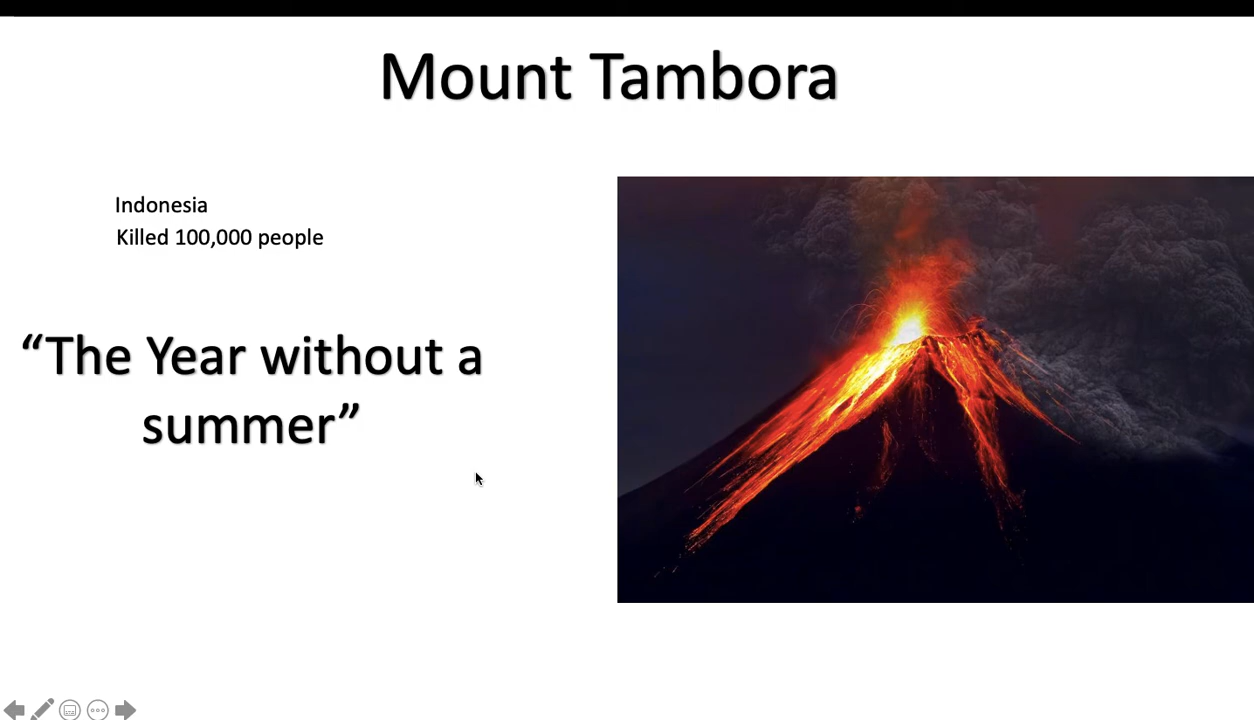 Mount Tambora
Indonesia
Killed 100,000 people
“The Year without a
summer”